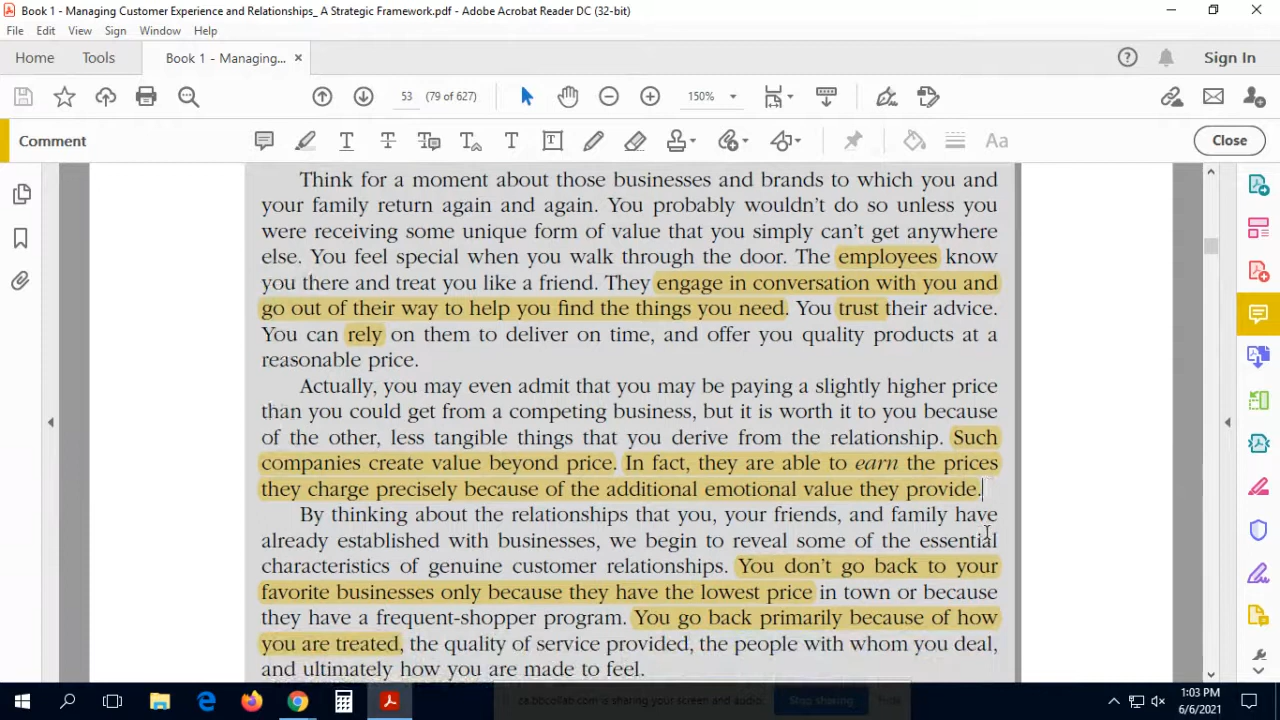 Book 1 - Managing Customer Experience and Relationships_ A Strategic Framework.pdf - Adobe Acrobat Reader DC (32-bit)
File Edit View Sign Window Help
Home Tools Book 1 - Managing... × Sign In
53 (79 of 627) 150%
Comment Close
Think for a moment about those businesses and brands to which you and
your family return again and again. You probably wouldn't do so unless you
were receiving some unique form of value that you simply can't get anywhere
else. You feel special when you walk through the door. The employees know
you there and treat you like a friend. They engage in conversation with you and
go out of their way to help you find the things you need. You trust their advice.
You can rely on them to deliver on time, and offer you quality products at a
reasonable price.
Actually, you may even admit that you may be paying a slightly higher price
than you could get from a competing business, but it is worth it to you because
of the other, less tangible things that you derive from the relationship. Such
companies create value beyond price. In fact, they are able to earn the prices
they charge precisely because of the additional emotional value they provide.
By thinking about the relationships that you, your friends, and family have
already established with businesses, we begin to reveal some of the essential
characteristics of genuine customer relationships. You don't go back to your
favorite businesses only because they have the lowest price in town or because
they have a frequent-shopper program. You go back primarily because of how
you are treated, the quality of service provided, the people with whom you deal,
and ultimately how you are made to feel.
sa.bbcollab.com is sharing your screen and audio. Stop sharing Hide
1:03 PM
6/6/2021